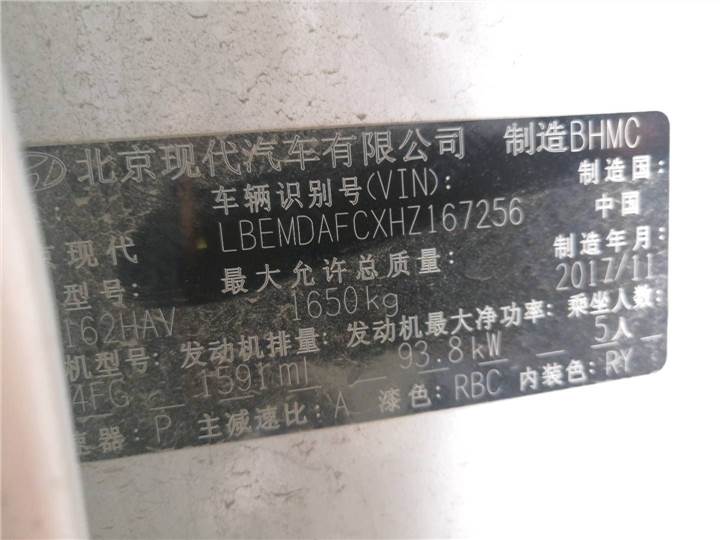 北京现代汽车有限公司 制造BHMC
车辆识别号(VIN): 制造国:
京现代 LBEMDAFCXHZ167256 中国
型号: 最大允许总质量: 制造年月:
162HAV 1650kg 2017/11
机型号: 发动机排量: 发动机最大净功率: 乘坐人数:
4FG 1591ml 93.8kW 5人
速器: P 主减速比: A 漆色: RBC 内装色: RY